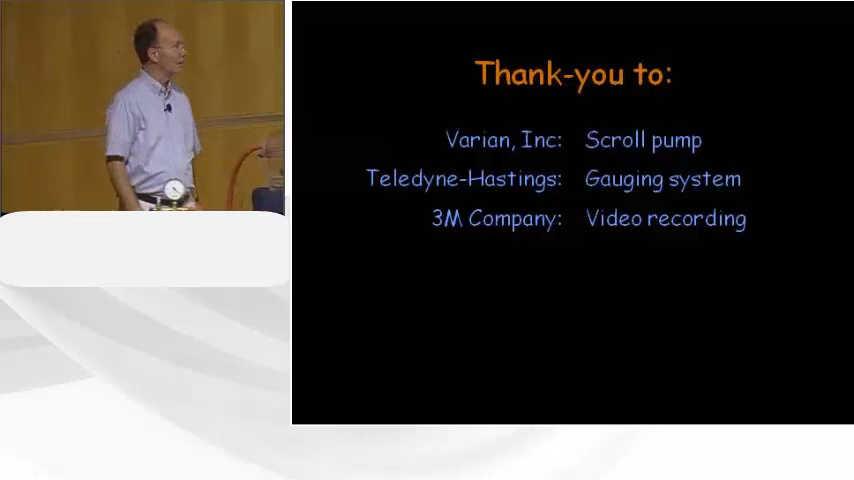 Thank-you to:
Varian, Inc: Scroll pump
Teledyne-Hastings: Gauging system
3M Company: Video recording